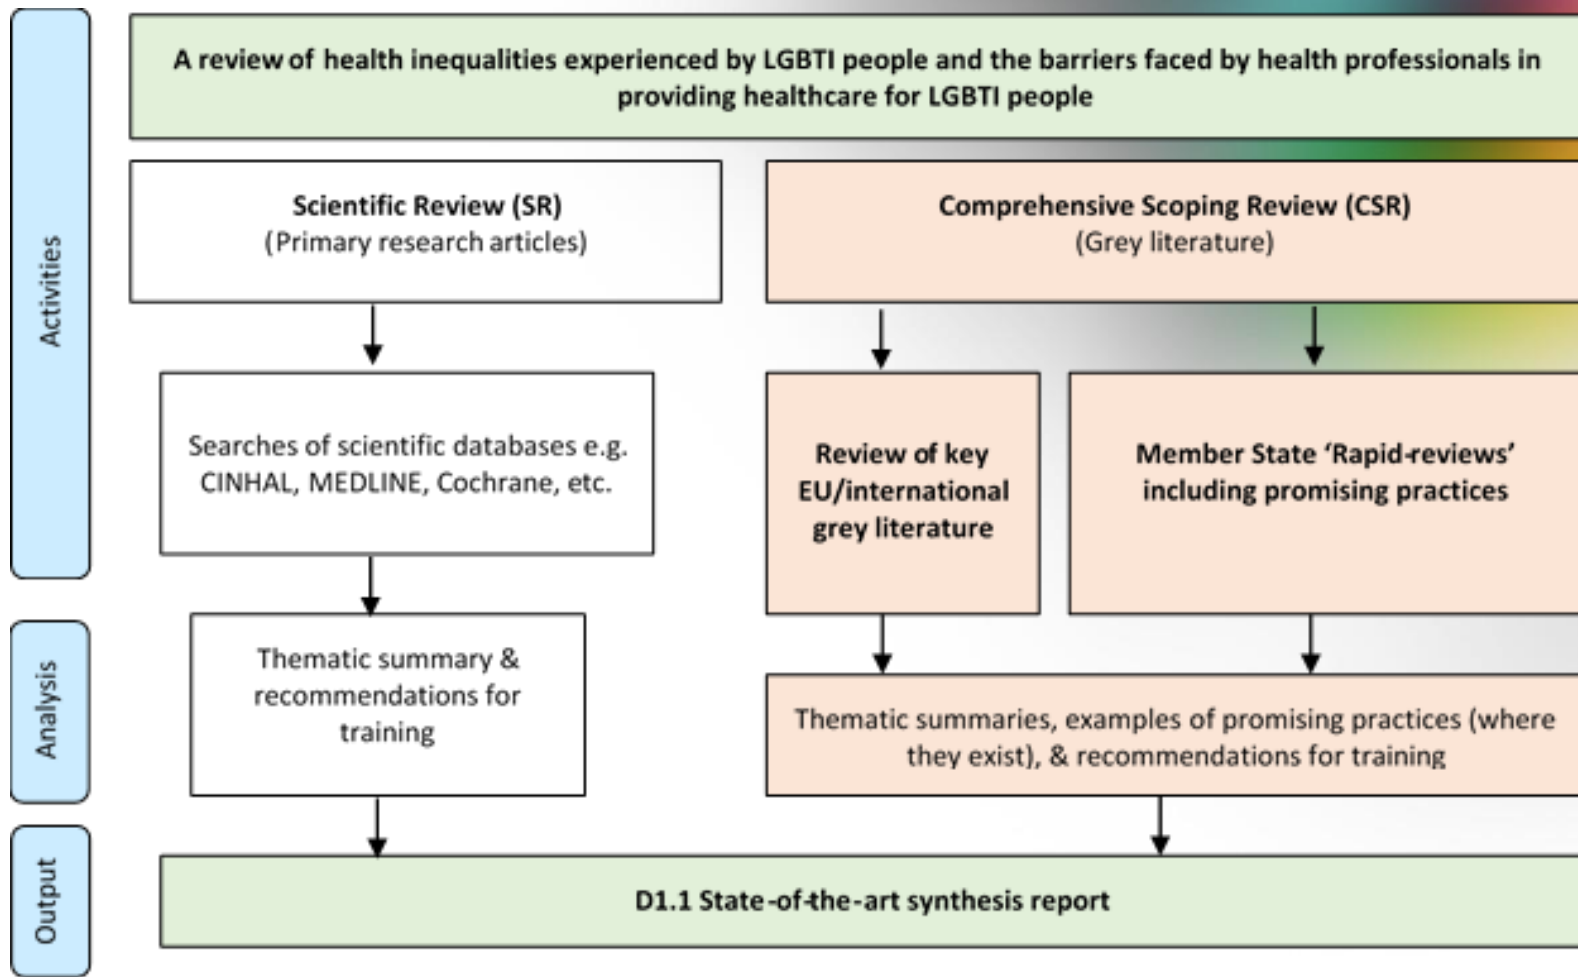 Activities
A review of health inequalities experienced by LGBTI people and the barriers faced by health professionals in
providing healthcare for LGBTI people
Scientific Review (SR)
(Primary research articles)
Comprehensive Scoping Review (CSR)
(Grey literature)
Searches of scientific databases e.g.
CINHAL, MEDLINE, Cochrane, etc.
Review of key
EU/international
grey literature
Member State ‘Rapid-reviews’
including promising practices
Analysis
Thematic summary &
recommendations for
training
Thematic summaries, examples of promising practices (where
they exist), & recommendations for training
Output
D1.1 State-of-the-art synthesis report